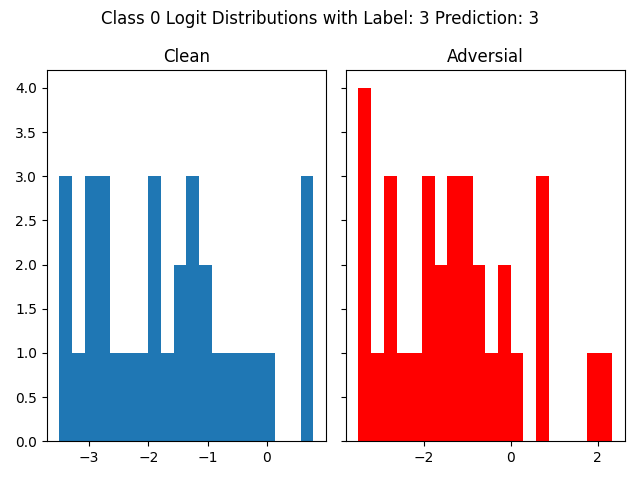 Class 0 Logit Distributions with Label: 3 Prediction: 3
Clean
Adversial
4.0
3.5
3.0
2.5
2.0
1.5
1.0
0.5
0.0
−3 −2 −1 0
−2 0 2